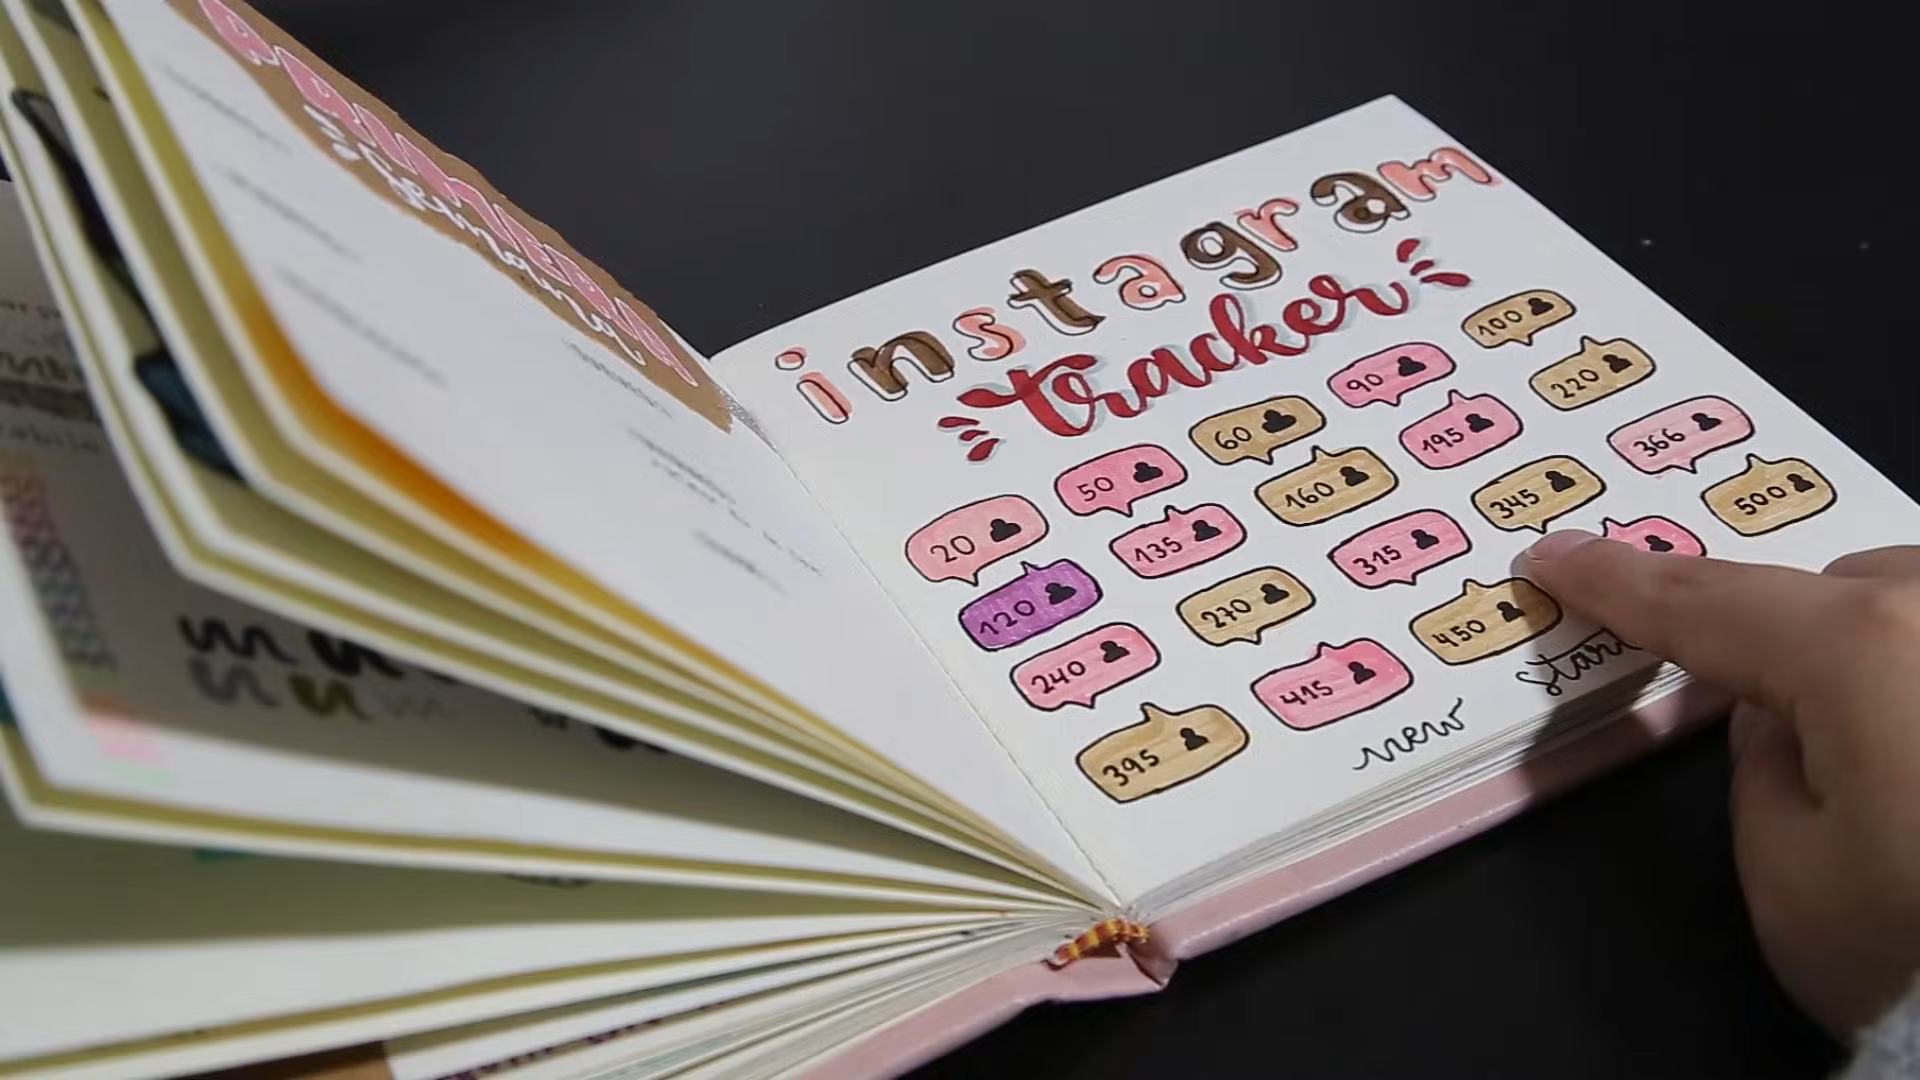 instagram
tracker
20 50 60 90 100
120 135 160 195 220
240 270 315 345 366
395 415 450 500
new start
semana